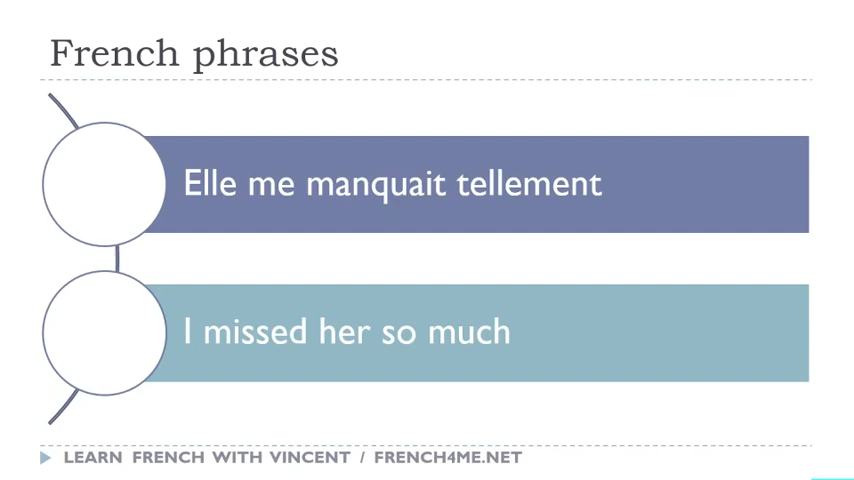 French phrases
Elle me manquait tellement
I missed her so much
LEARN FRENCH WITH VINCENT / FRENCH4ME.NET